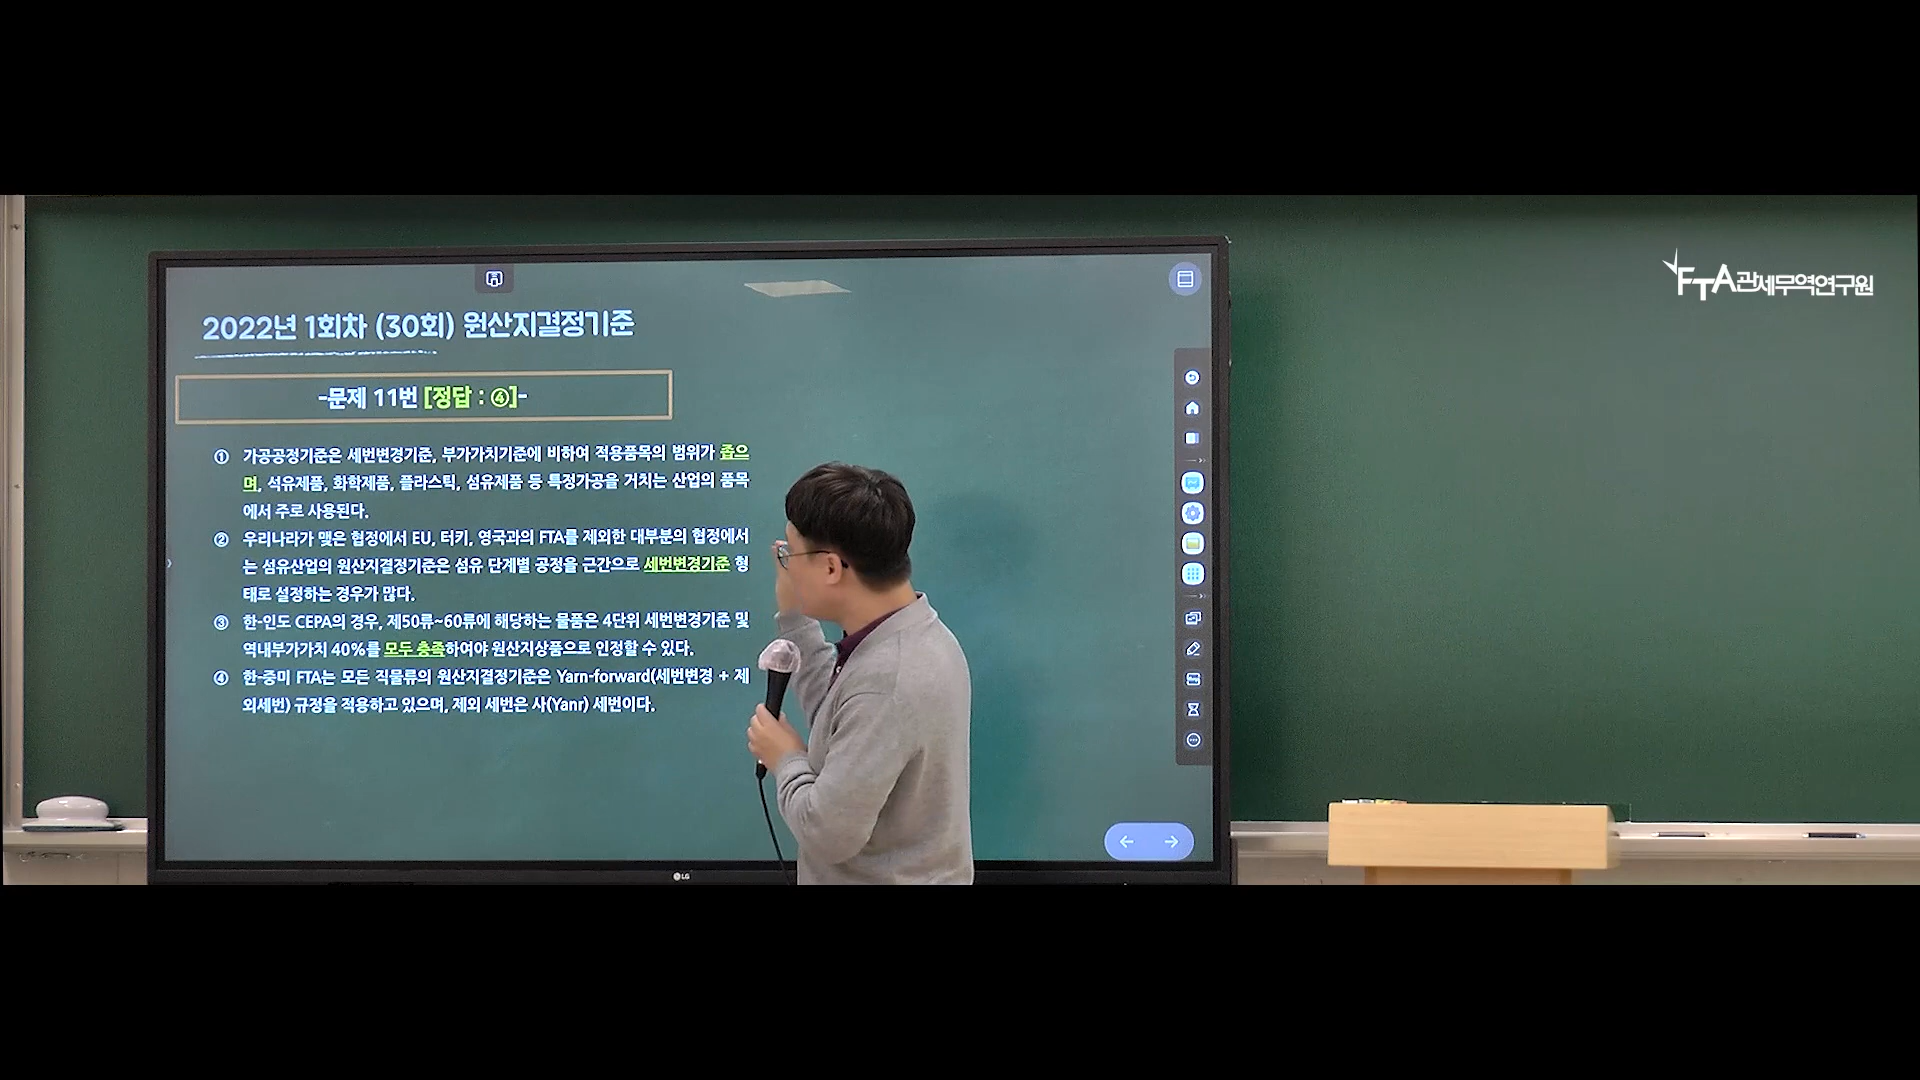 FTA관세무역연구원
2022년 1회차 (30회) 원산지결정기준
-문제 11번 [정답 : ④]-
① 가공공정기준은 세번변경기준, 부가가치기준에 비하여 적용품목의 범위가 좁으
며, 석유제품, 화학제품, 플라스틱, 섬유제품 등 특정가공을 거치는 산업의 품목
에서 주로 사용된다.
② 우리나라가 맺은 협정에서 EU, 터키, 영국과의 FTA를 제외한 대부분의 협정에서
는 섬유산업의 원산지결정기준은 섬유 단계별 공정을 근간으로 세번변경기준 형
태로 설정하는 경우가 많다.
③ 한-인도 CEPA의 경우, 제50류~60류에 해당하는 물품은 4단위 세번변경기준 및
역내부가가치 40%를 모두 충족하여야 원산지상품으로 인정할 수 있다.
④ 한-중미 FTA는 모든 직물류의 원산지결정기준은 Yarn-forward(세번변경 + 제
외세번) 규정을 적용하고 있으며, 제외 세번은 사(Yanr) 세번이다.
LG